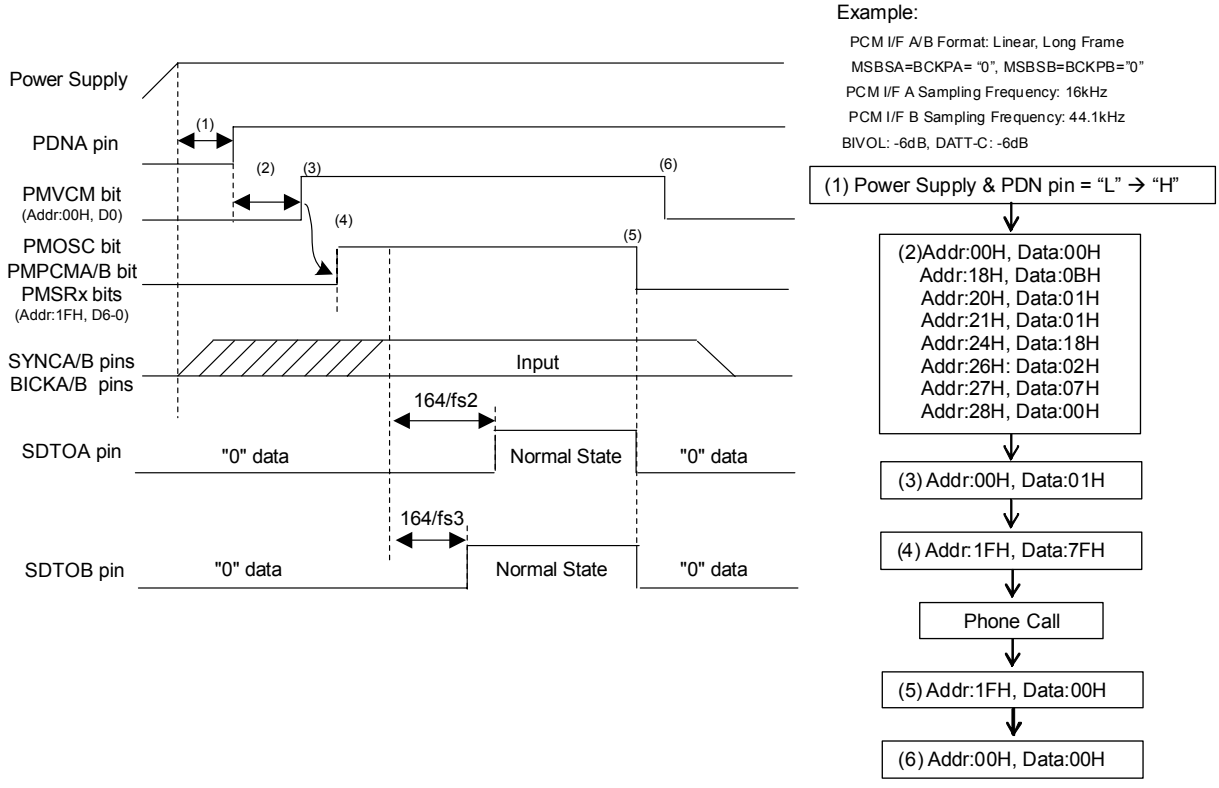 Example:
PCM I/F A/B Format: Linear, Long Frame
MSBSA=BCKPA= “0”, MSBSB=BCKPB=”0”
PCM I/F A Sampling Frequency: 16kHz
PCM I/F B Sampling Frequency: 44.1kHz
BIVOL: -6dB, DATT-C: -6dB
Power Supply
(1)
PDNA pin
(2)
(3)
(6)
PMVCM bit
(Addr:00H, D0)
(4)
(5)
PMOSC bit
PMPCMA/B bit
PMSRx bits
(Addr:1FH, D6-0)
SYNCA/B pins
BICKA/B pins
Input
164/fs2
SDTOA pin
"0" data
Normal State
"0" data
164/fs3
SDTOB pin
"0" data
Normal State
"0" data
(1) Power Supply & PDN pin = “L” → “H”
(2)Addr:00H, Data:00H
Addr:18H, Data:0BH
Addr:20H, Data:01H
Addr:21H, Data:01H
Addr:24H, Data:18H
Addr:26H: Data:02H
Addr:27H, Data:07H
Addr:28H, Data:00H
(3) Addr:00H, Data:01H
(4) Addr:1FH, Data:7FH
Phone Call
(5) Addr:1FH, Data:00H
(6) Addr:00H, Data:00H